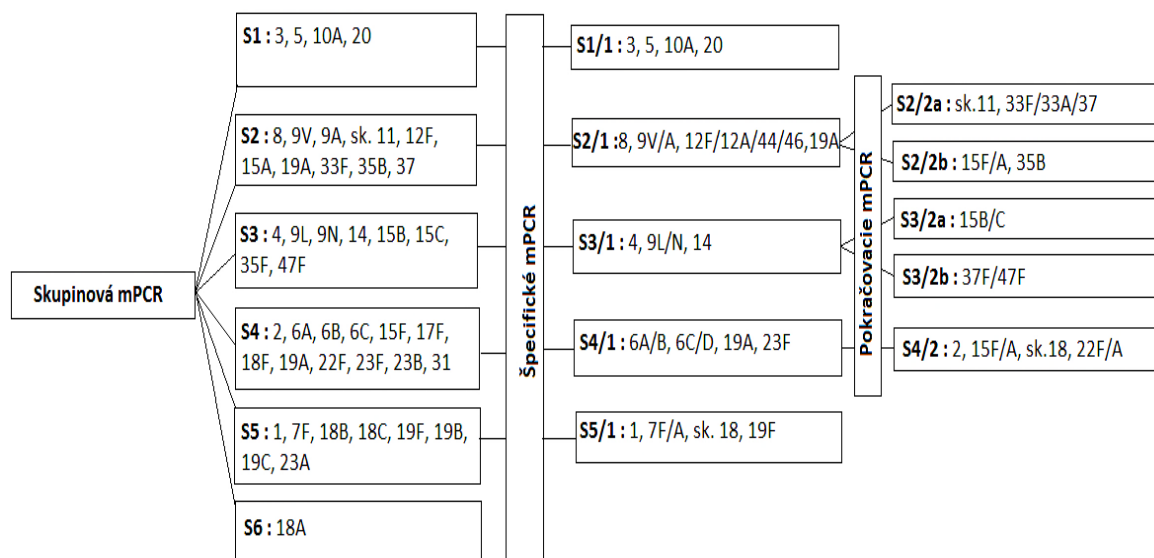 S1 : 3, 5, 10A, 20
S2 : 8, 9V, 9A, sk. 11, 12F,
15A, 19A, 33F, 35B, 37
S3 : 4, 9L, 9N, 14, 15B, 15C,
35F, 47F
Skupinová mPCR
S4 : 2, 6A, 6B, 6C, 15F, 17F,
18F, 19A, 22F, 23F, 23B, 31
S5 : 1, 7F, 18B, 18C, 19F, 19B,
19C, 23A
S6 : 18A
Špecifické mPCR
S1/1 : 3, 5, 10A, 20
S2/1 :8, 9V/A, 12F/12A/44/46,19A
S3/1 : 4, 9L/N, 14
S4/1 : 6A/B, 6C/D, 19A, 23F
S5/1 : 1, 7F/A, sk. 18, 19F
Pokračovacie mPCR
S2/2a : sk.11, 33F/33A/37
S2/2b : 15F/A, 35B
S3/2a : 15B/C
S3/2b : 37F/47F
S4/2 : 2, 15F/A, sk.18, 22F/A